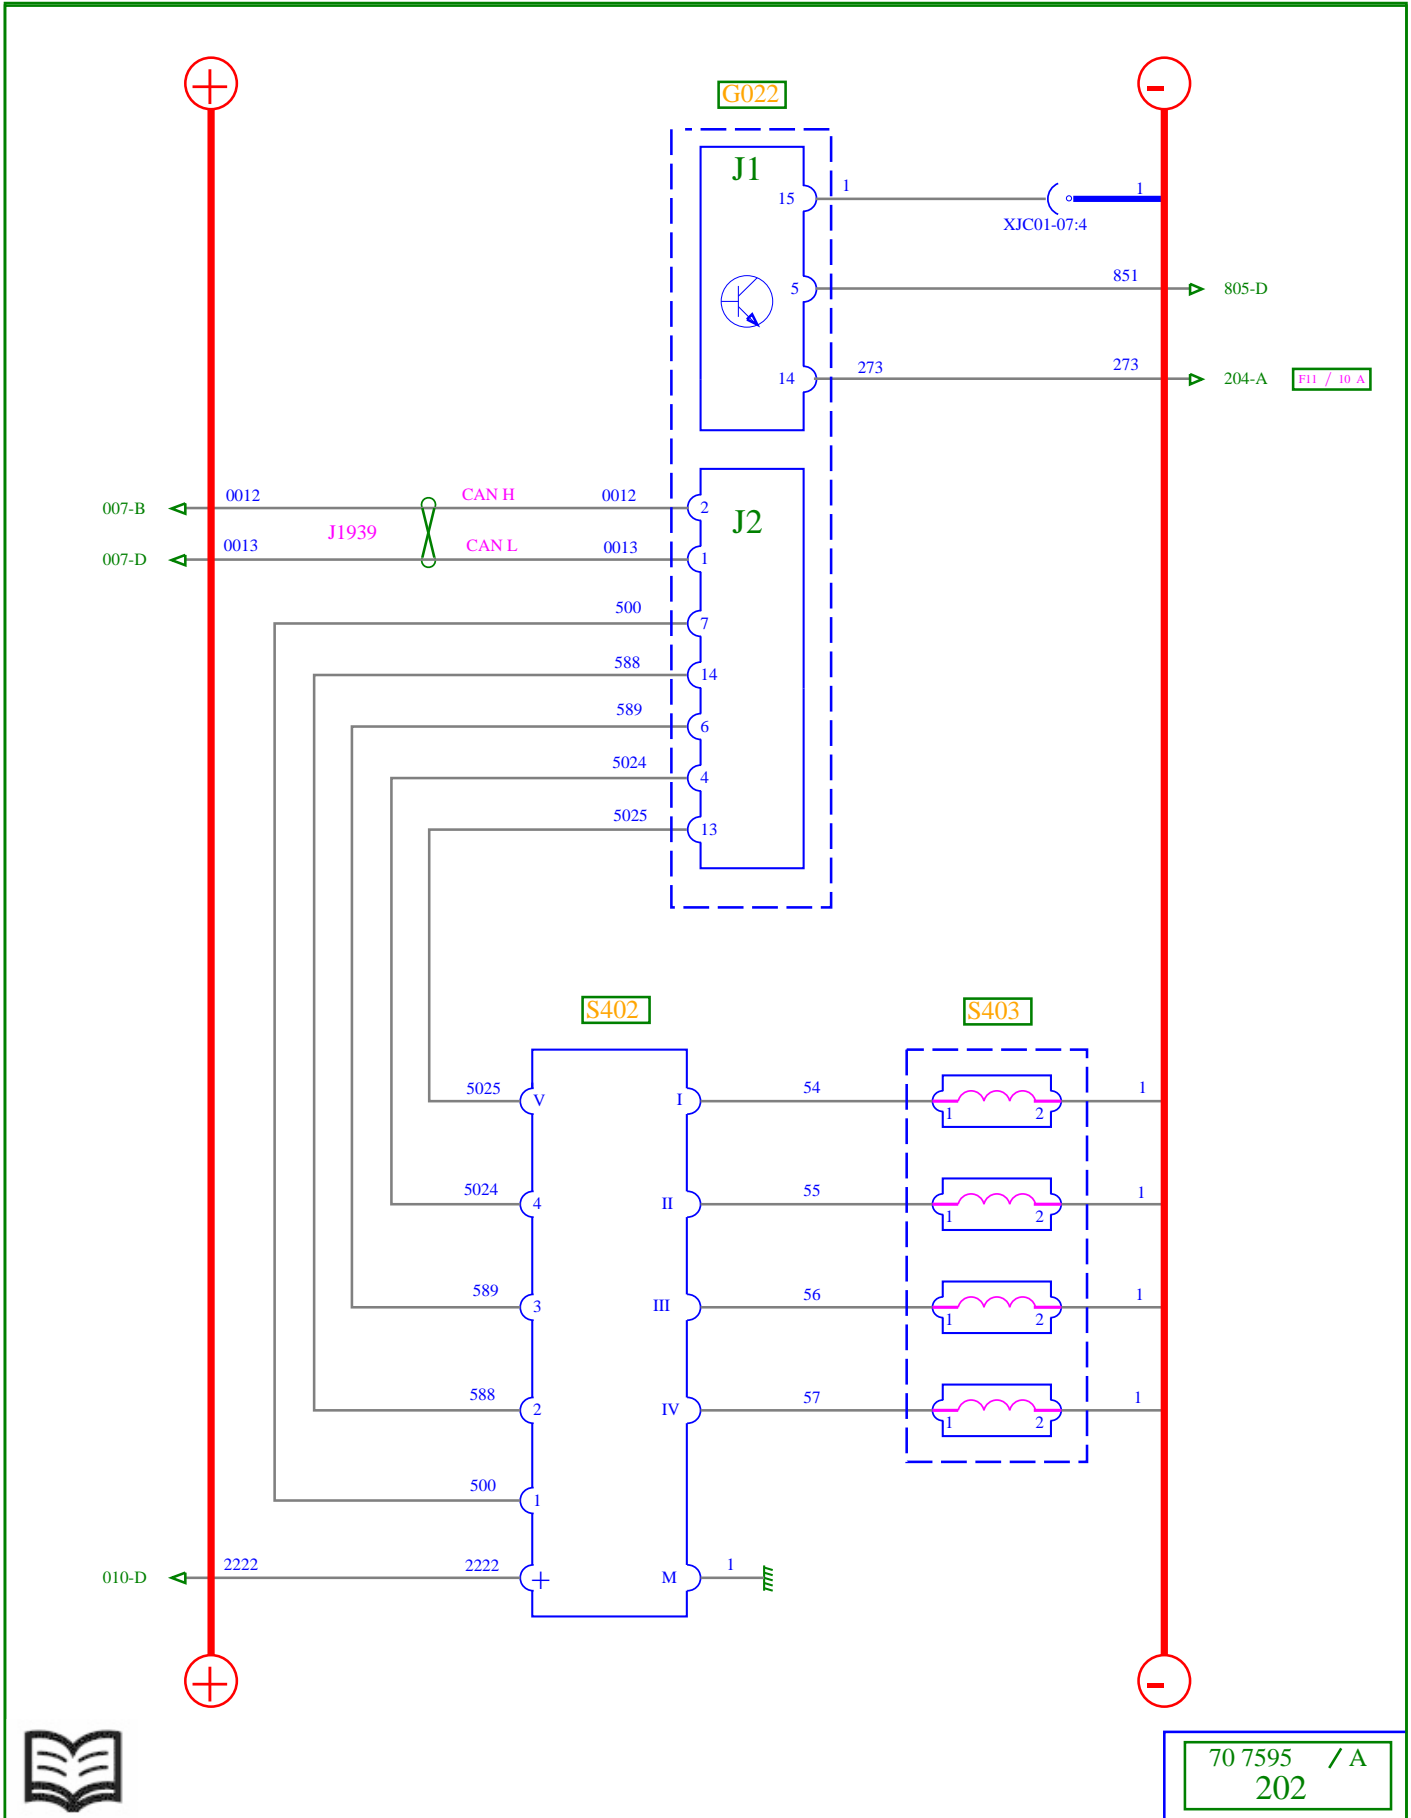 G022
J1
15
1
XJC01-07:4
1
5
851
805-D
14
273
273
204-A
F11 / 10 A
007-B
0012
CAN H
0012
2
J2
J1939
007-D
0013
CAN L
0013
1
500
7
588
14
589
6
5024
4
5025
13
S402
S403
5025
V
I
54
1
2
1
5024
4
II
55
1
2
1
589
3
III
56
1
2
1
588
2
IV
57
1
2
1
500
1
010-D
2222
2222
+
M
1
70 7595 / A
202